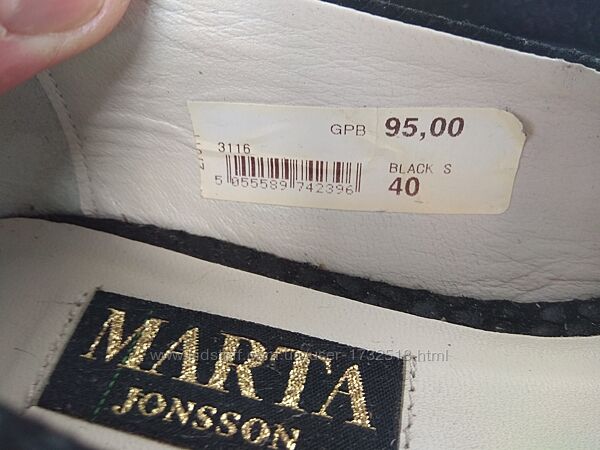 GPB 95,00
3116
BLACK S
5 055589 742396
40
MARTA
JONSSON